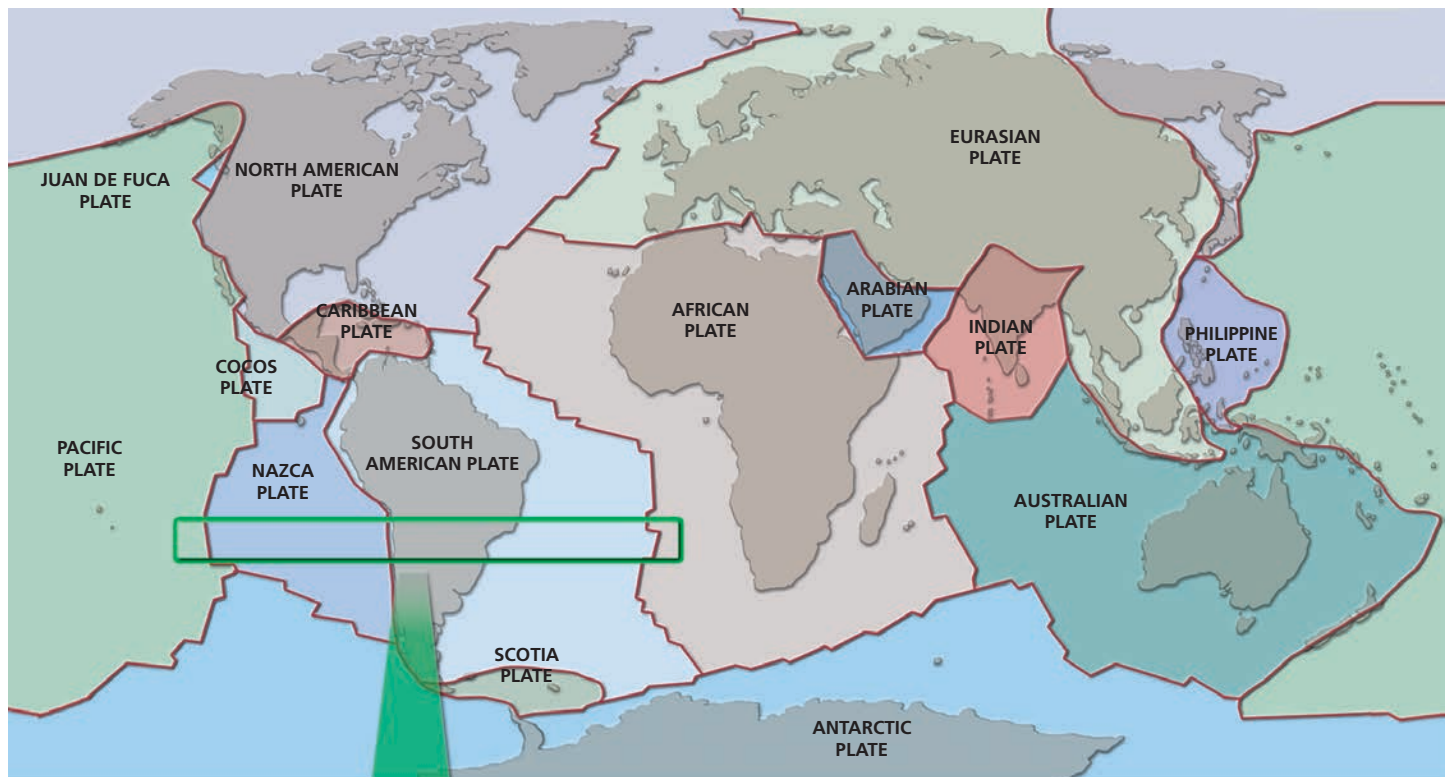 JUAN DE FUCA
PLATE
NORTH AMERICAN
PLATE
EURASIAN
PLATE
CARIBBEAN
PLATE
AFRICAN
PLATE
ARABIAN
PLATE
INDIAN
PLATE
PHILIPPINE
PLATE
COCOS
PLATE
PACIFIC
PLATE
NAZCA
PLATE
SOUTH
AMERICAN PLATE
AUSTRALIAN
PLATE
SCOTIA
PLATE
ANTARCTIC
PLATE